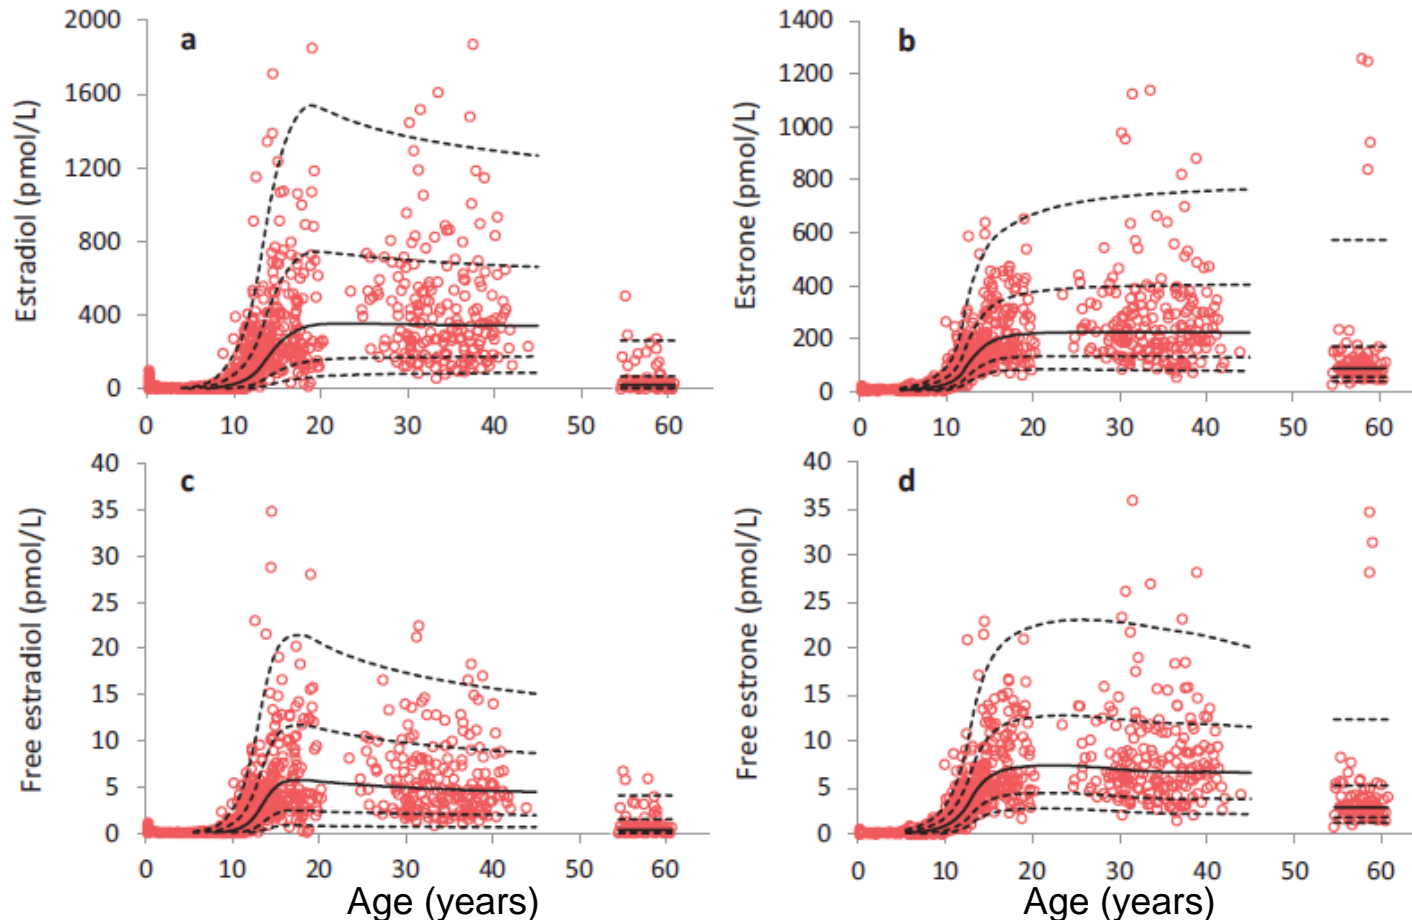 a
Estradiol (pmol/L)
2000
1600
1200
800
400
0
0 10 20 30 40 50 60
b
Estrone (pmol/L)
1400
1200
1000
800
600
400
200
0
0 10 20 30 40 50 60
c
Free estradiol (pmol/L)
40
35
30
25
20
15
10
5
0
0 10 20 30 40 50 60
Age (years)
d
Free estrone (pmol/L)
40
35
30
25
20
15
10
5
0
0 10 20 30 40 50 60
Age (years)